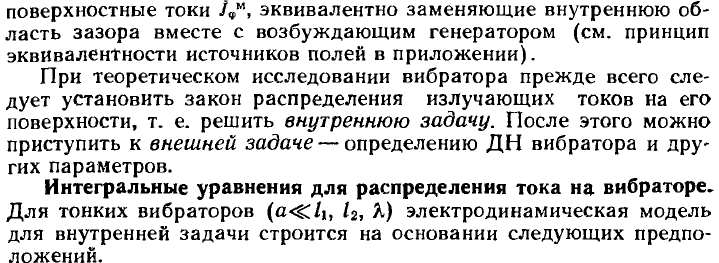 поверхностные токи j_φ^м, эквивалентно заменяющие внутреннюю об-
ласть зазора вместе с возбуждающим генератором (см. принцип
эквивалентности источников полей в приложении).
При теоретическом исследовании вибратора прежде всего сле-
дует установить закон распределения излучающих токов на его
поверхности, т. е. решить внутреннюю задачу. После этого можно
приступить к внешней задаче — определению ДН вибратора и дру-
гих параметров.
Интегральные уравнения для распределения тока на вибраторе.
Для тонких вибраторов (a≪l₁, l₂, λ) электродинамическая модель
для внутренней задачи строится на основании следующих предпо-
ложений.